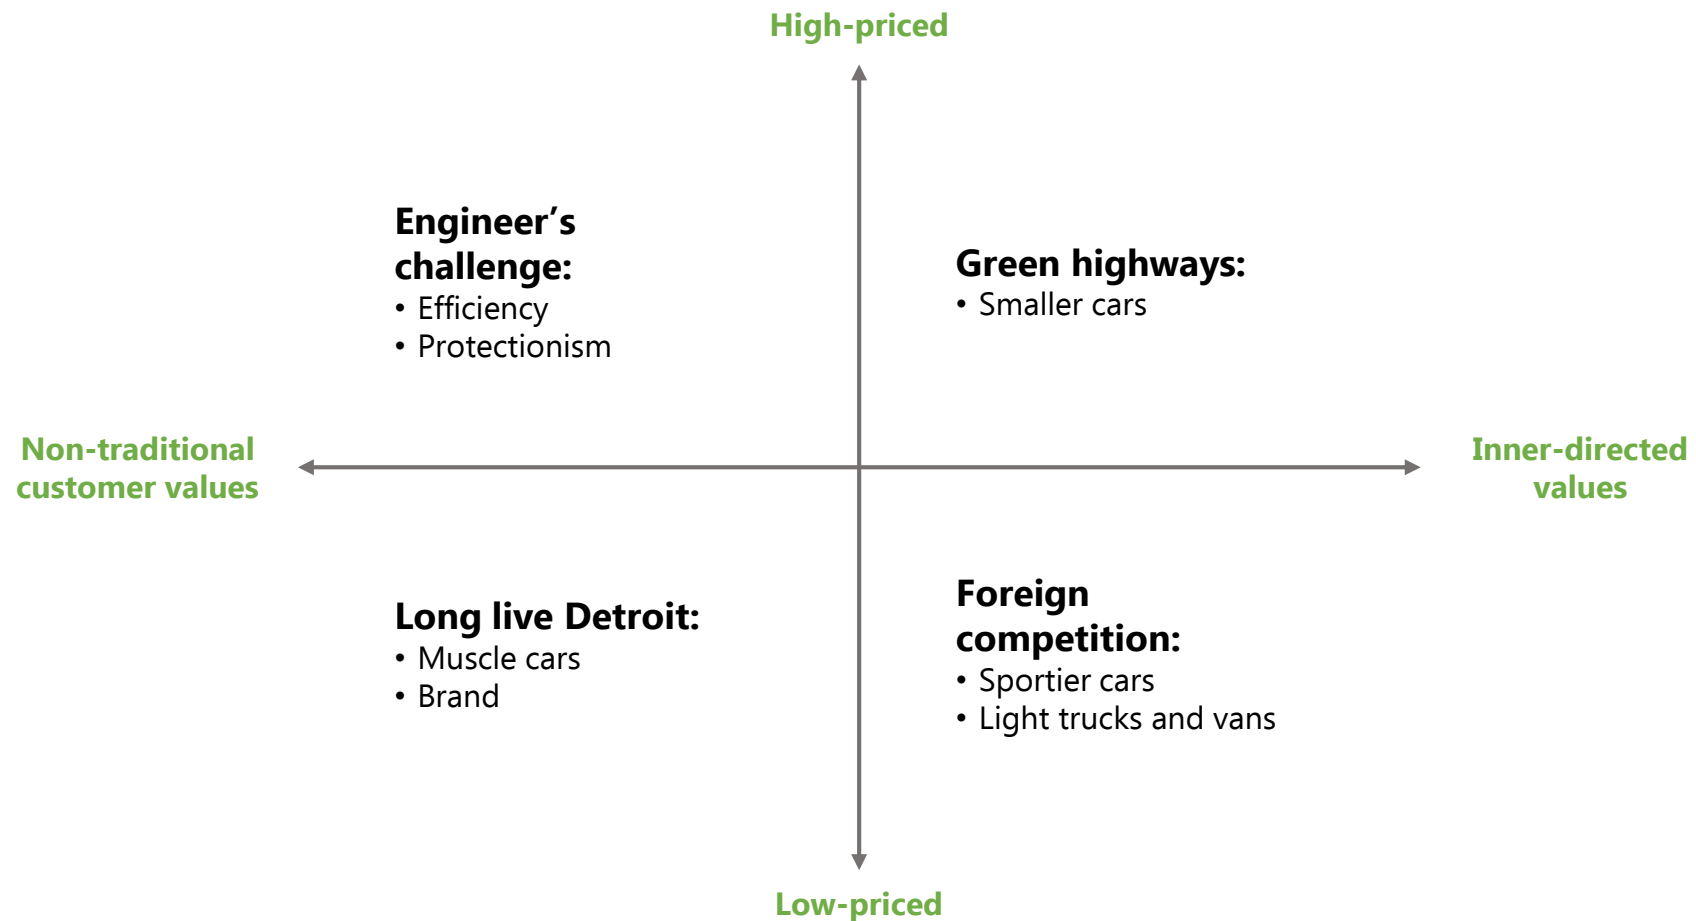 High-priced
Engineer’s
challenge:
• Efficiency
• Protectionism
Green highways:
• Smaller cars
Non-traditional
customer values
Inner-directed
values
Long live Detroit:
• Muscle cars
• Brand
Foreign
competition:
• Sportier cars
• Light trucks and vans
Low-priced